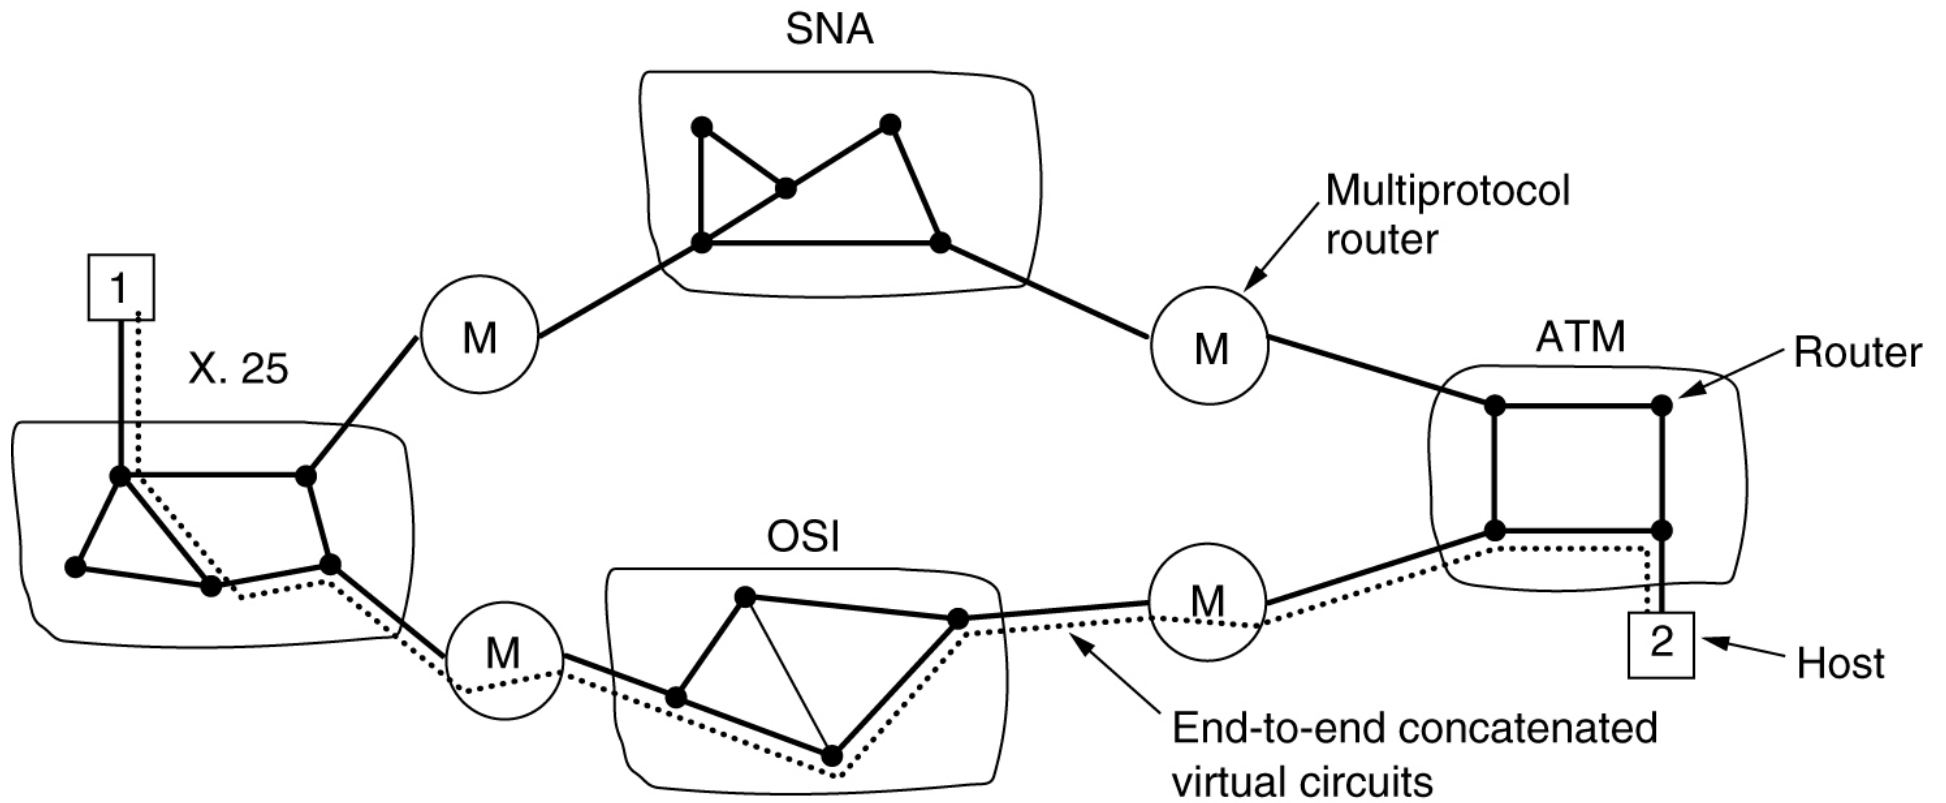 SNA
Multiprotocol
router
1
X. 25
M
M
ATM
Router
OSI
M
M
2
Host
End-to-end concatenated
virtual circuits